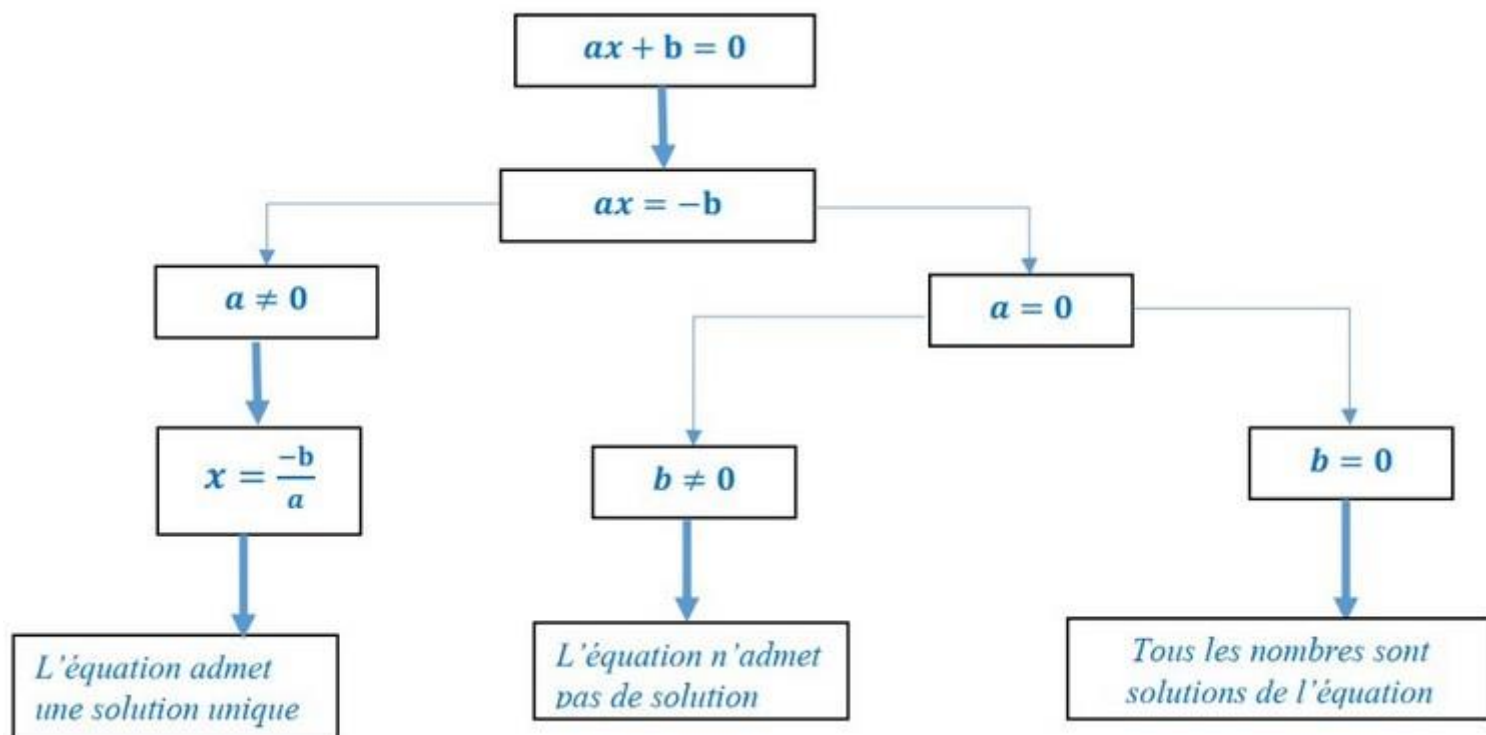 ax + b = 0
ax = −b
a ≠ 0
a = 0
x = −b/a
b ≠ 0
b = 0
L'équation admet
une solution unique
L'équation n'admet
pas de solution
Tous les nombres sont
solutions de l'équation